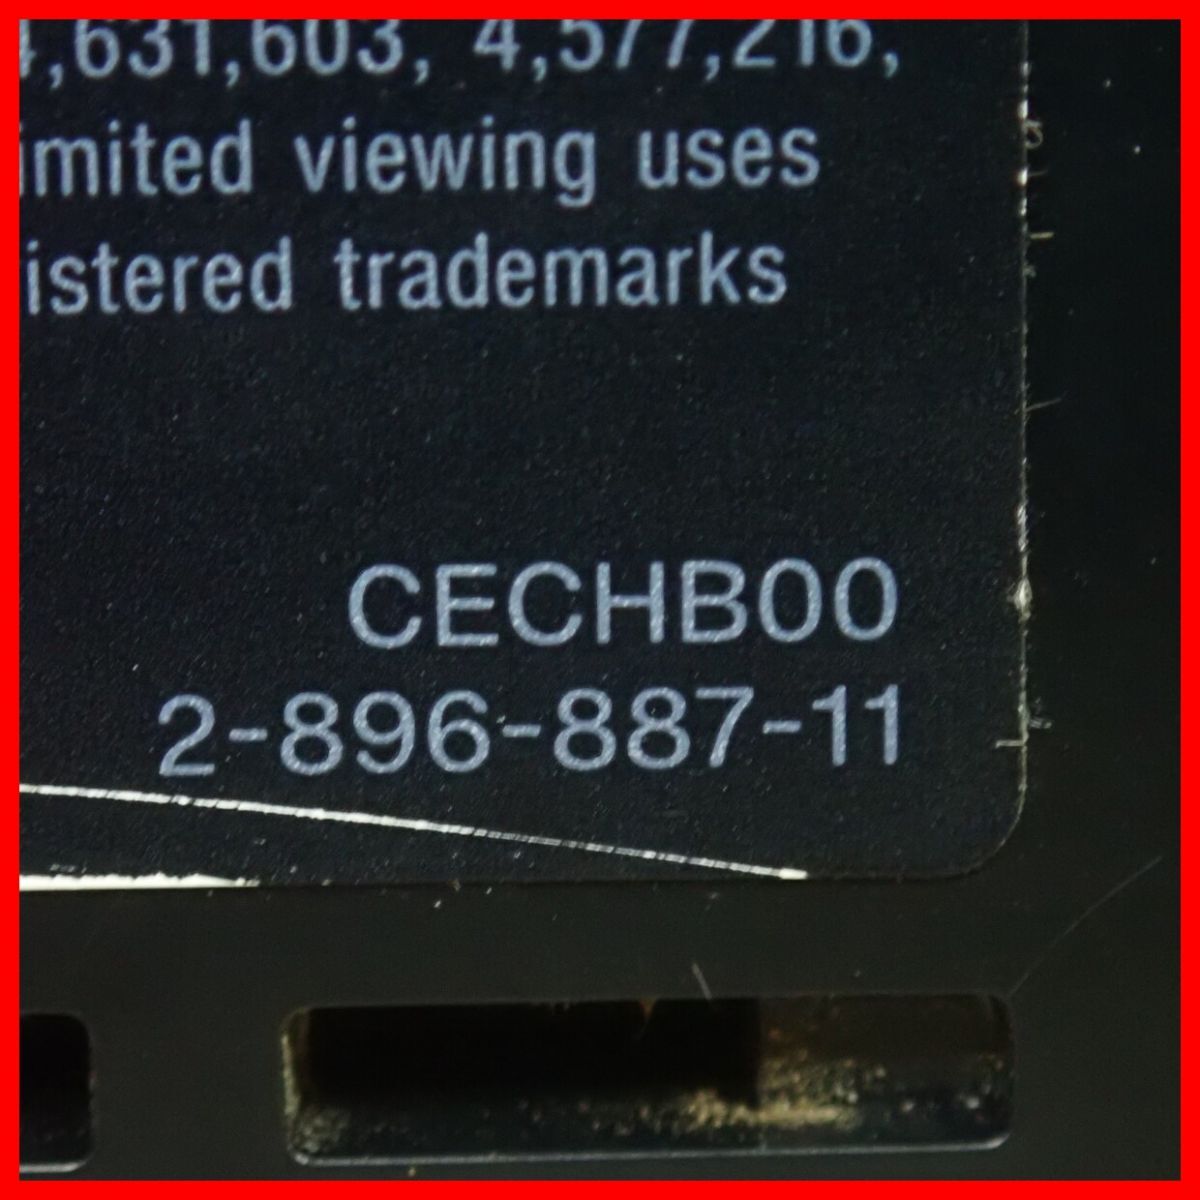 4,631,603, 4,577,216,
imited viewing uses
istered trademarks
CECHB00
2-896-887-11